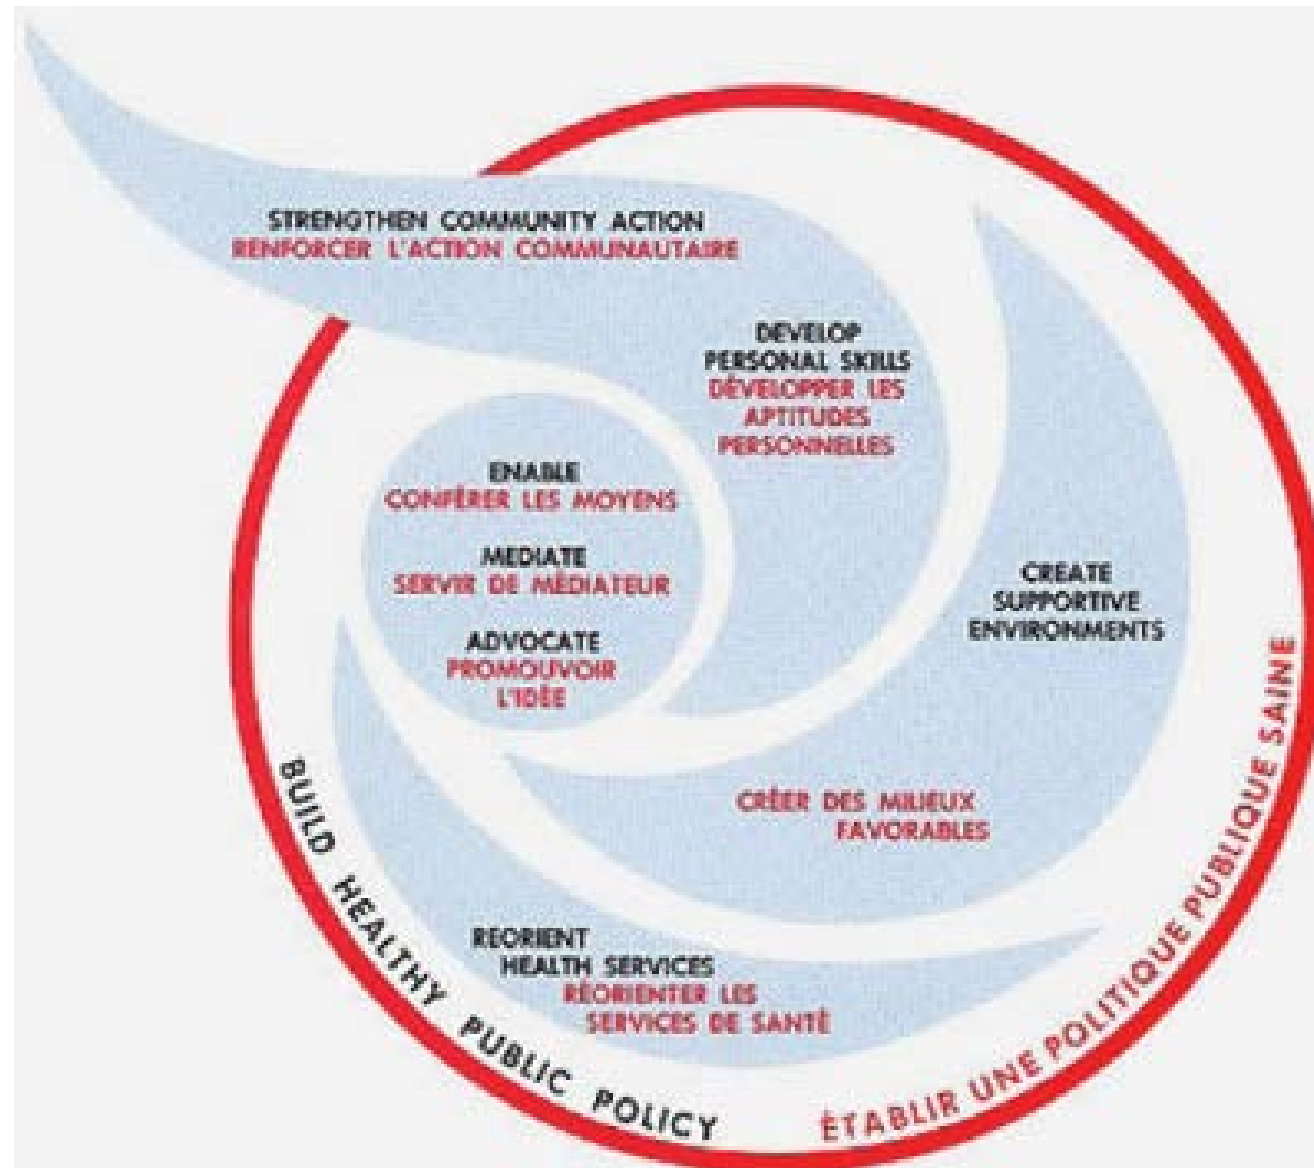 STRENGTHEN COMMUNITY ACTION
RENFORCER L'ACTION COMMUNAUTAIRE
DEVELOP
PERSONAL SKILLS
DÉVELOPPER LES
APTITUDES
PERSONNELLES
ENABLE
CONFÉRER LES MOYENS
MEDIATE
SERVIR DE MÉDIATEUR
ADVOCATE
PROMOUVOIR
L'IDÉE
CREATE
SUPPORTIVE
ENVIRONMENTS
CRÉER DES MILIEUX
FAVORABLES
REORIENT
HEALTH SERVICES
RÉORIENTER LES
SERVICES DE SANTÉ
BUILD HEALTHY PUBLIC POLICY
ÉTABLIR UNE POLITIQUE PUBLIQUE SAINE